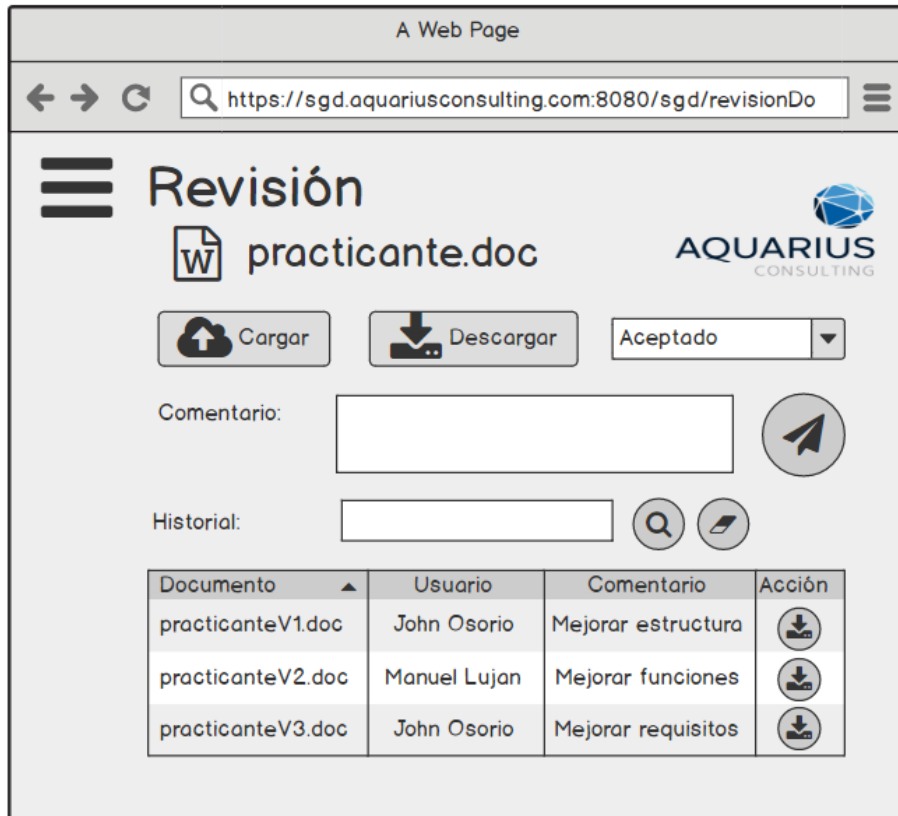 A Web Page
https://sgd.aquariusconsulting.com:8080/sgd/revisionDo
Revisión
W practicante.doc
AQUARIUS
CONSULTING
Cargar Descargar Aceptado
Comentario:
Historial:
Documento Usuario Comentario Acción
practicanteV1.doc John Osorio Mejorar estructura
practicanteV2.doc Manuel Lujan Mejorar funciones
practicanteV3.doc John Osorio Mejorar requisitos